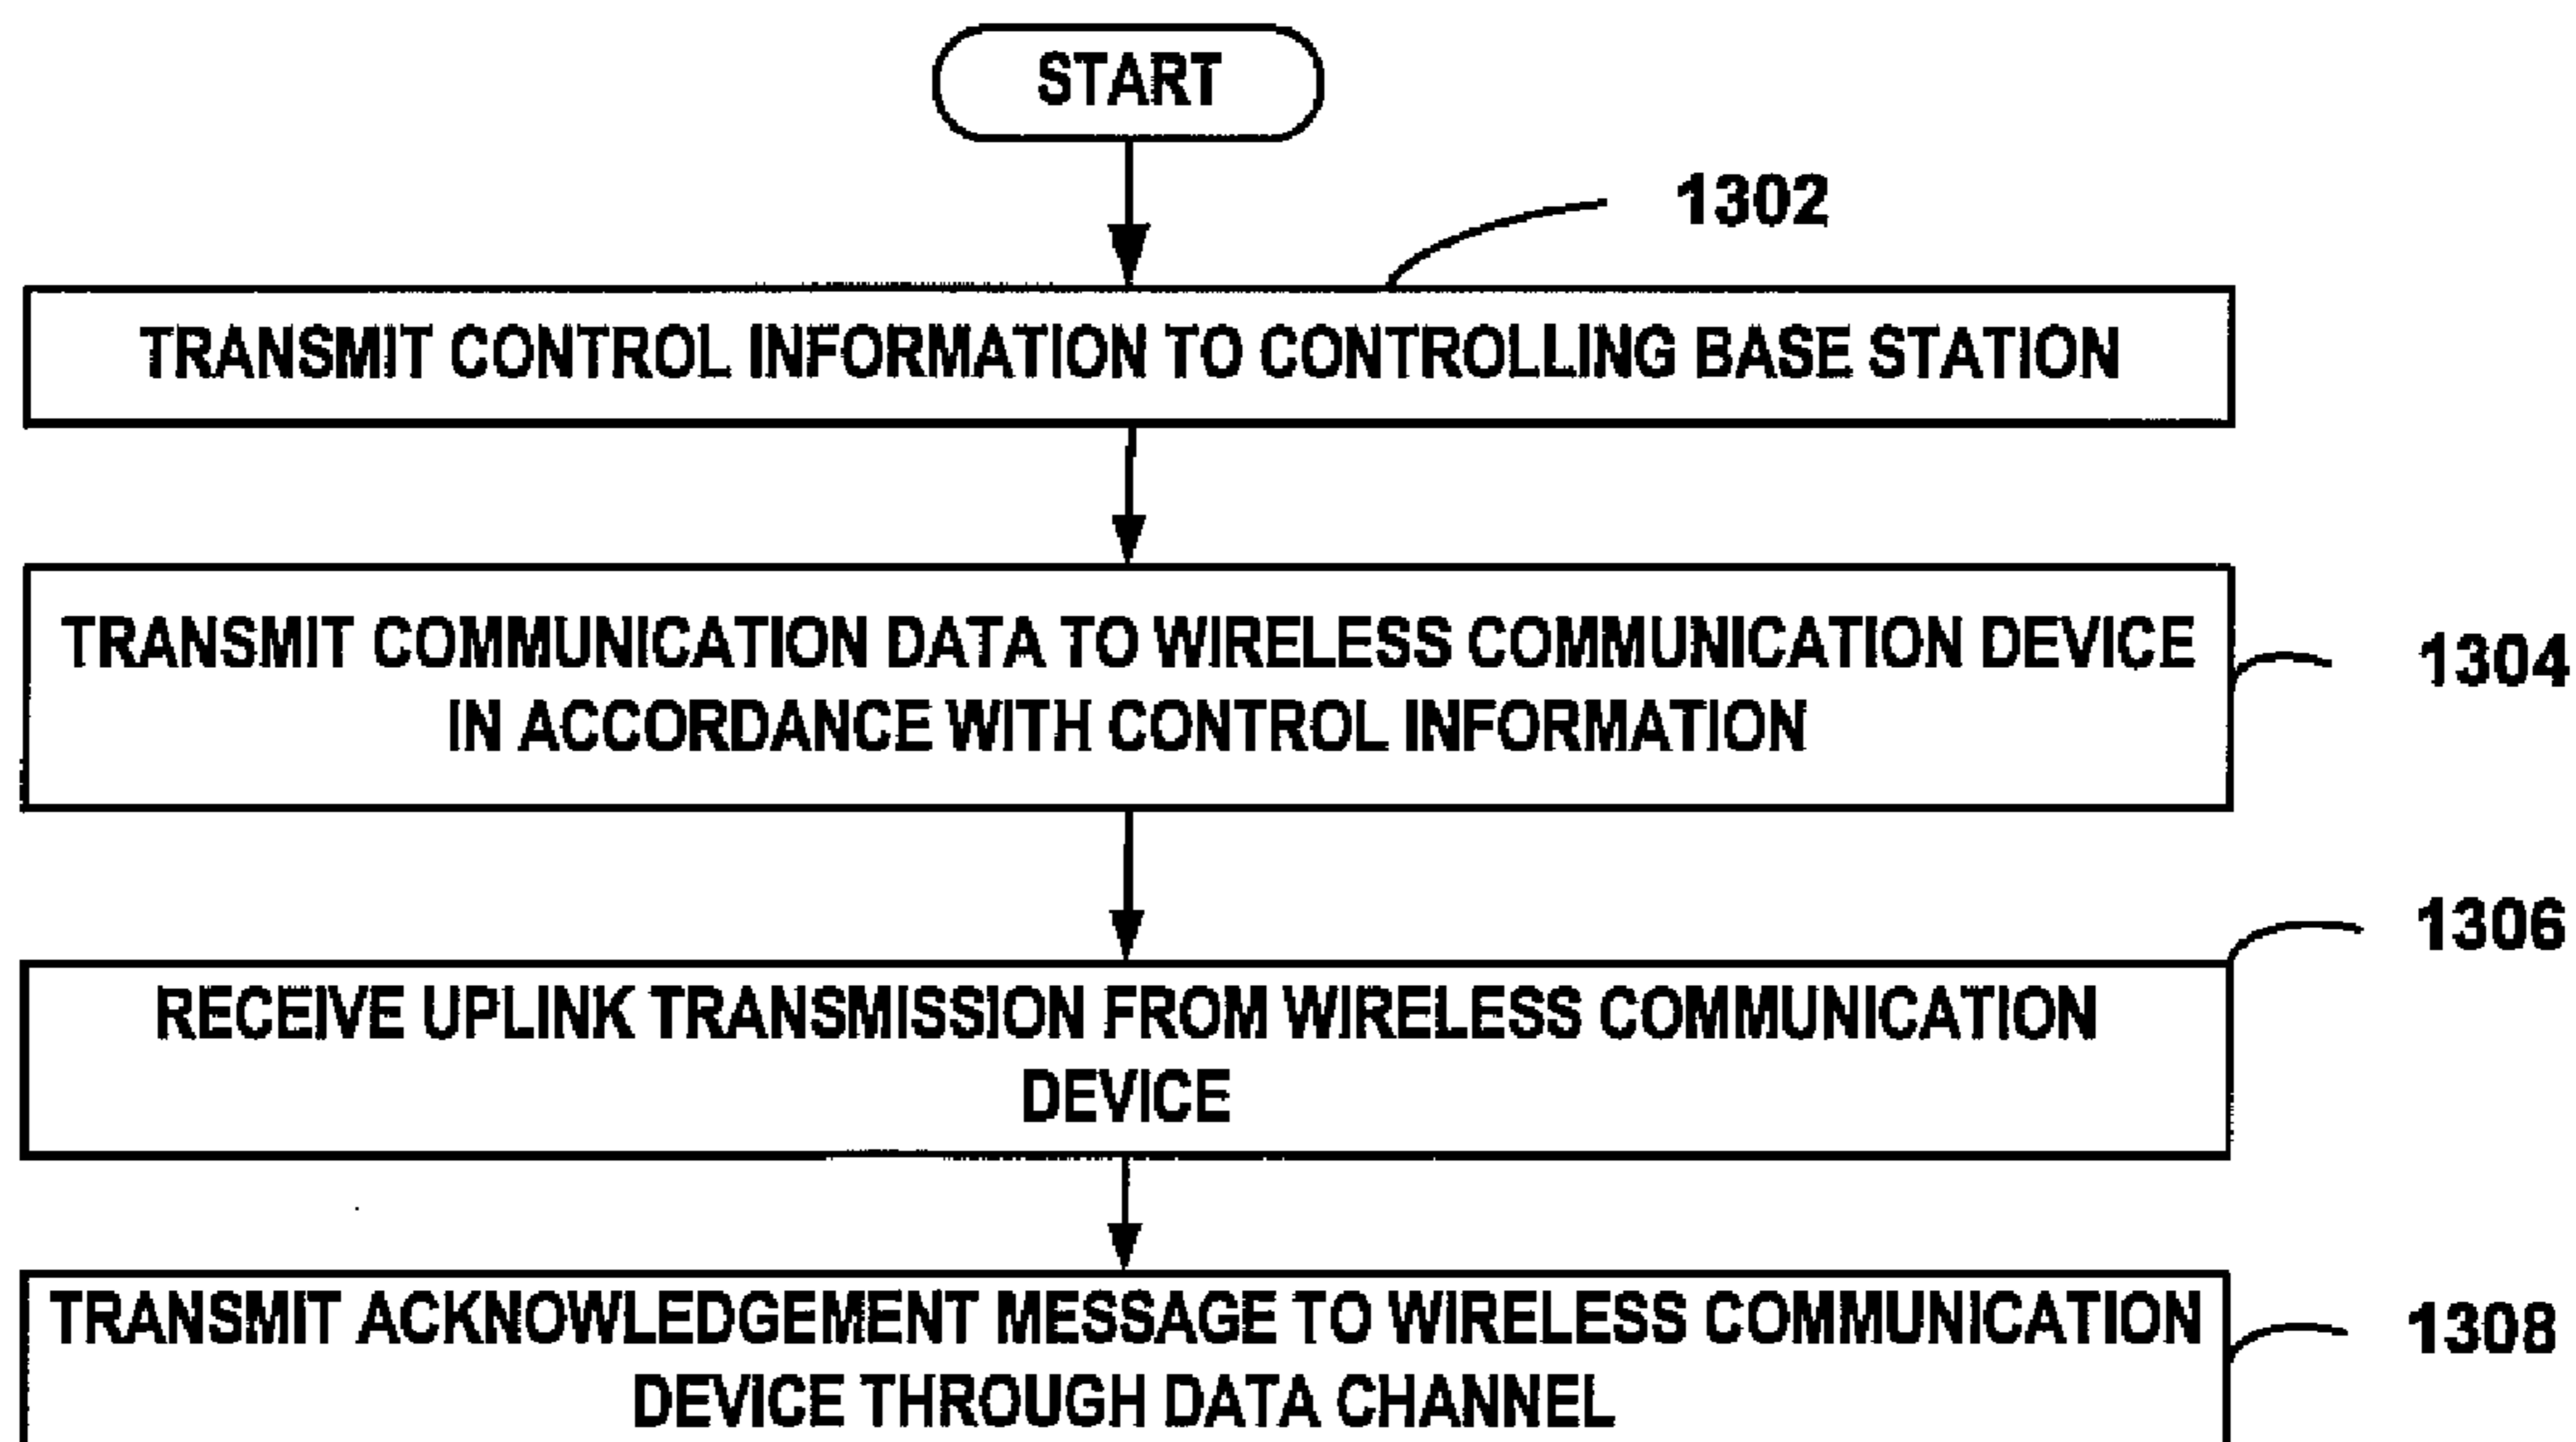 START
1302
TRANSMIT CONTROL INFORMATION TO CONTROLLING BASE STATION
TRANSMIT COMMUNICATION DATA TO WIRELESS COMMUNICATION DEVICE
IN ACCORDANCE WITH CONTROL INFORMATION
1304
1306
RECEIVE UPLINK TRANSMISSION FROM WIRELESS COMMUNICATION
DEVICE
TRANSMIT ACKNOWLEDGEMENT MESSAGE TO WIRELESS COMMUNICATION
DEVICE THROUGH DATA CHANNEL
1308